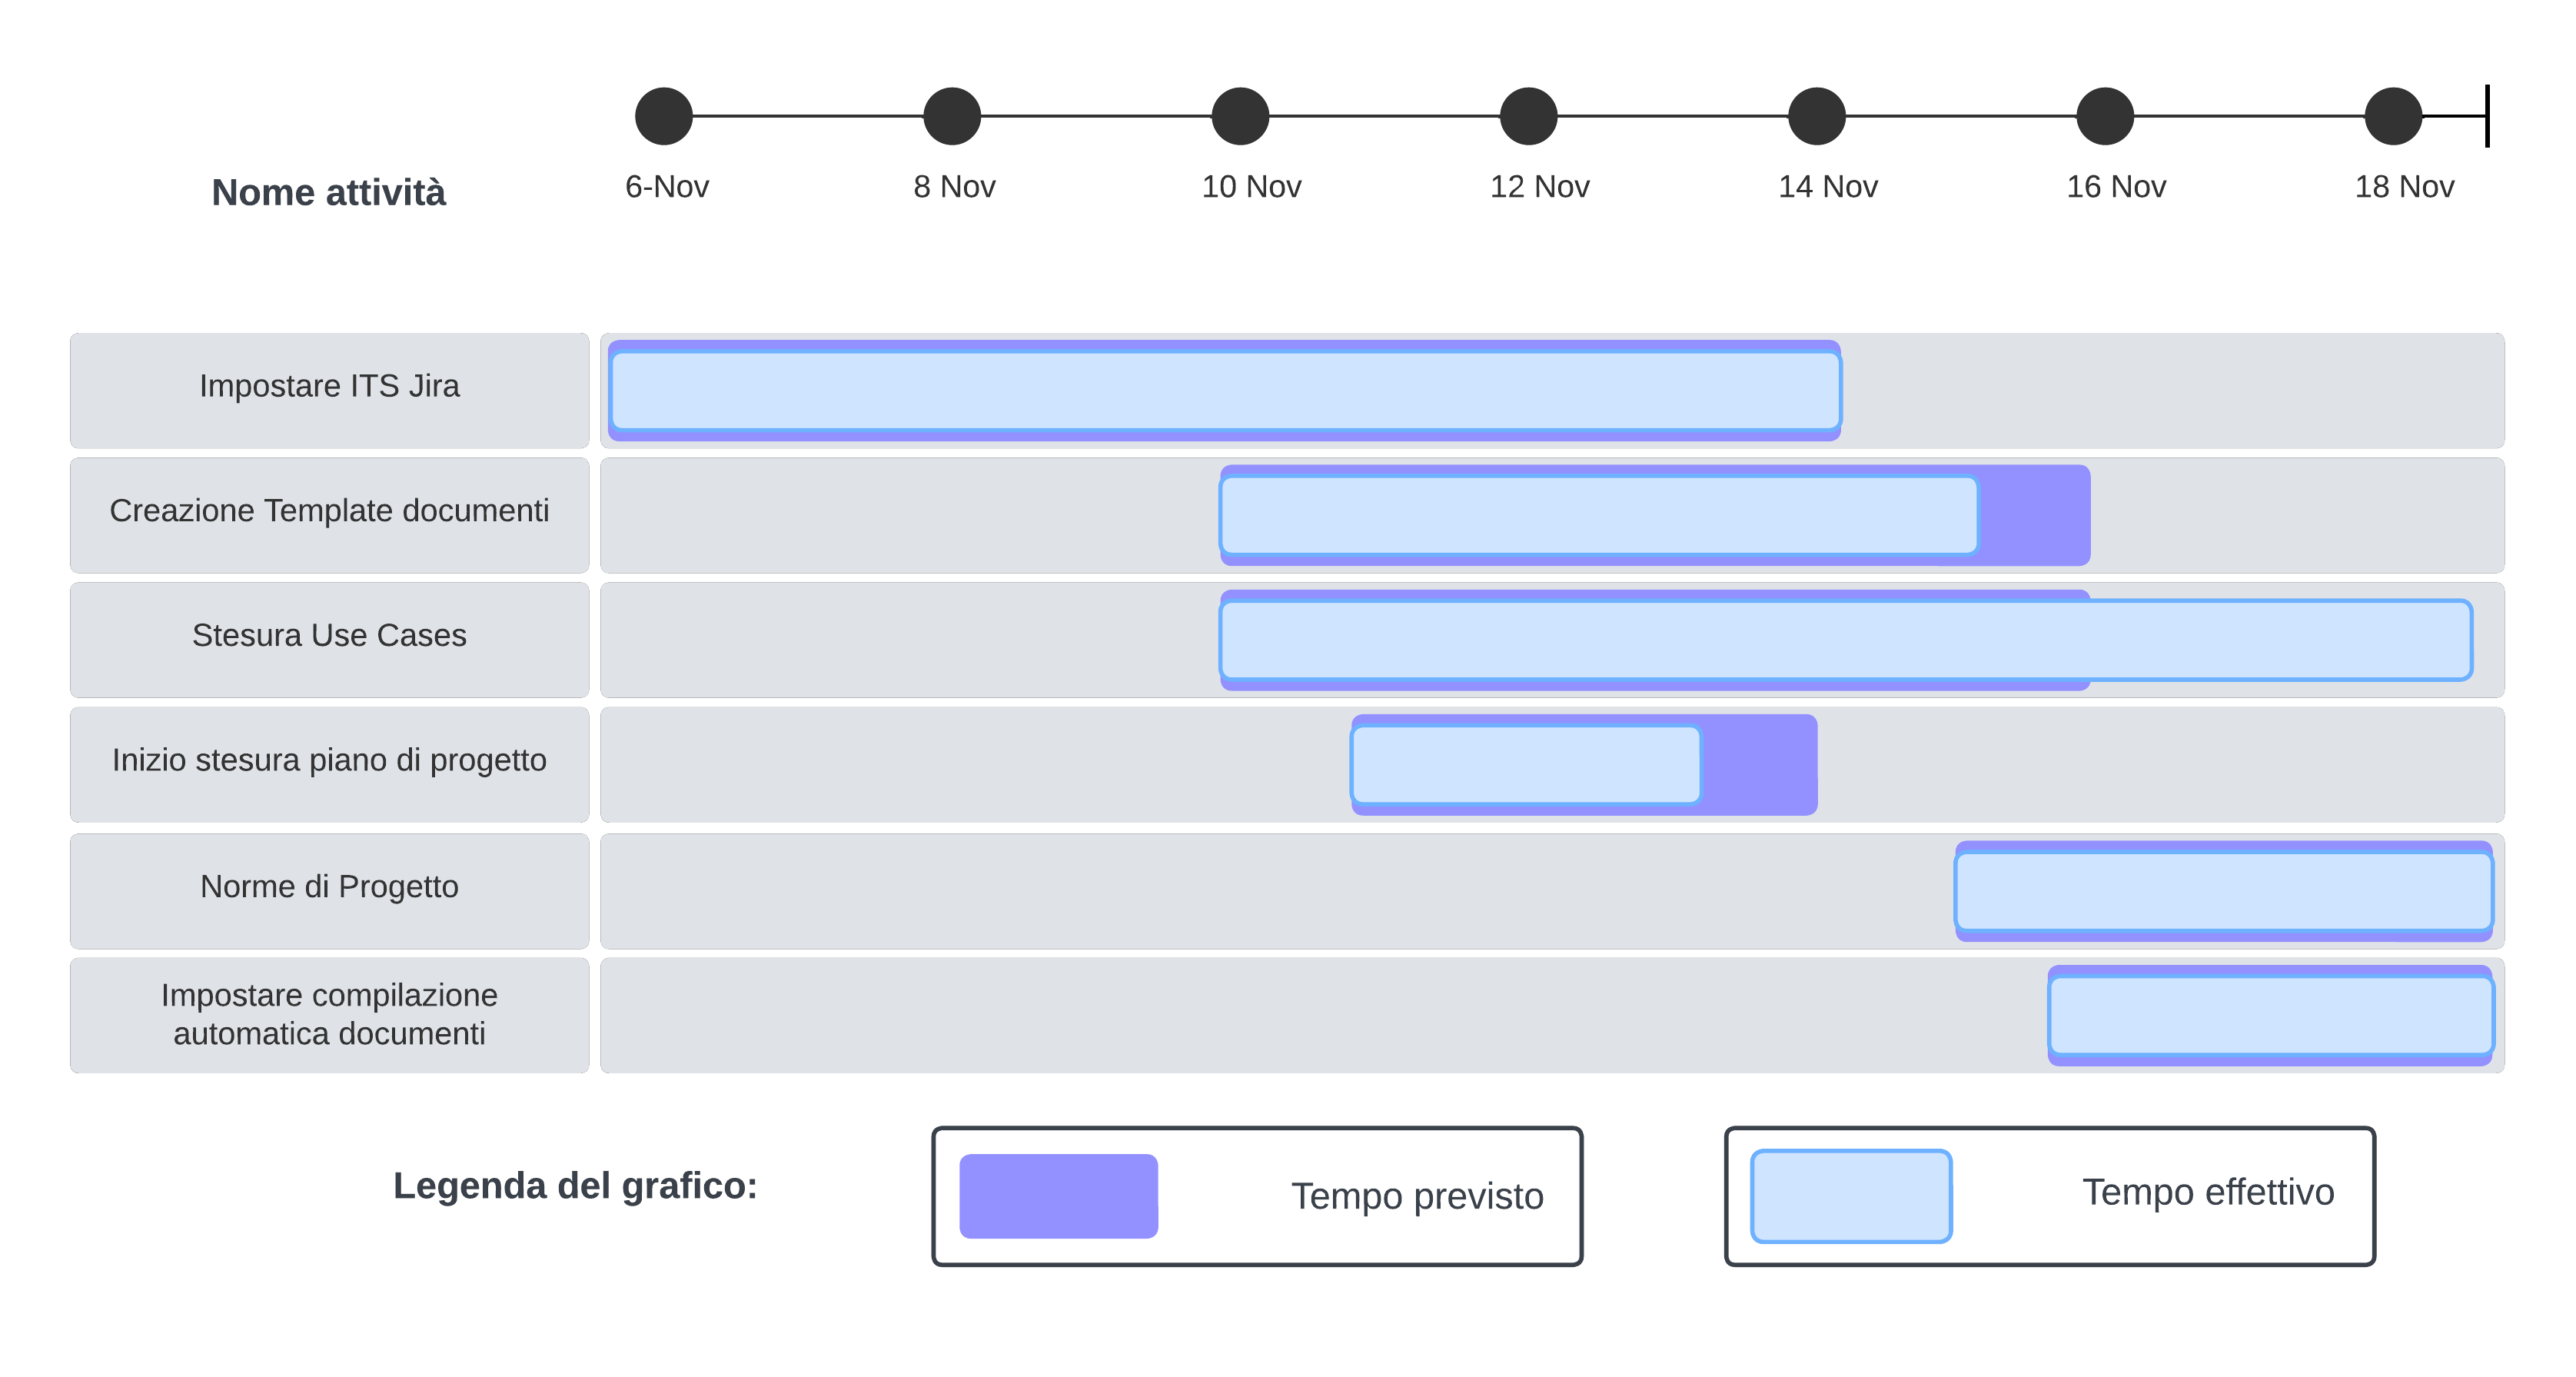 Nome attività
6-Nov
8 Nov
10 Nov
12 Nov
14 Nov
16 Nov
18 Nov
Impostare ITS Jira
Creazione Template documenti
Stesura Use Cases
Inizio stesura piano di progetto
Norme di Progetto
Impostare compilazione
automatica documenti
Legenda del grafico:
Tempo previsto
Tempo effettivo